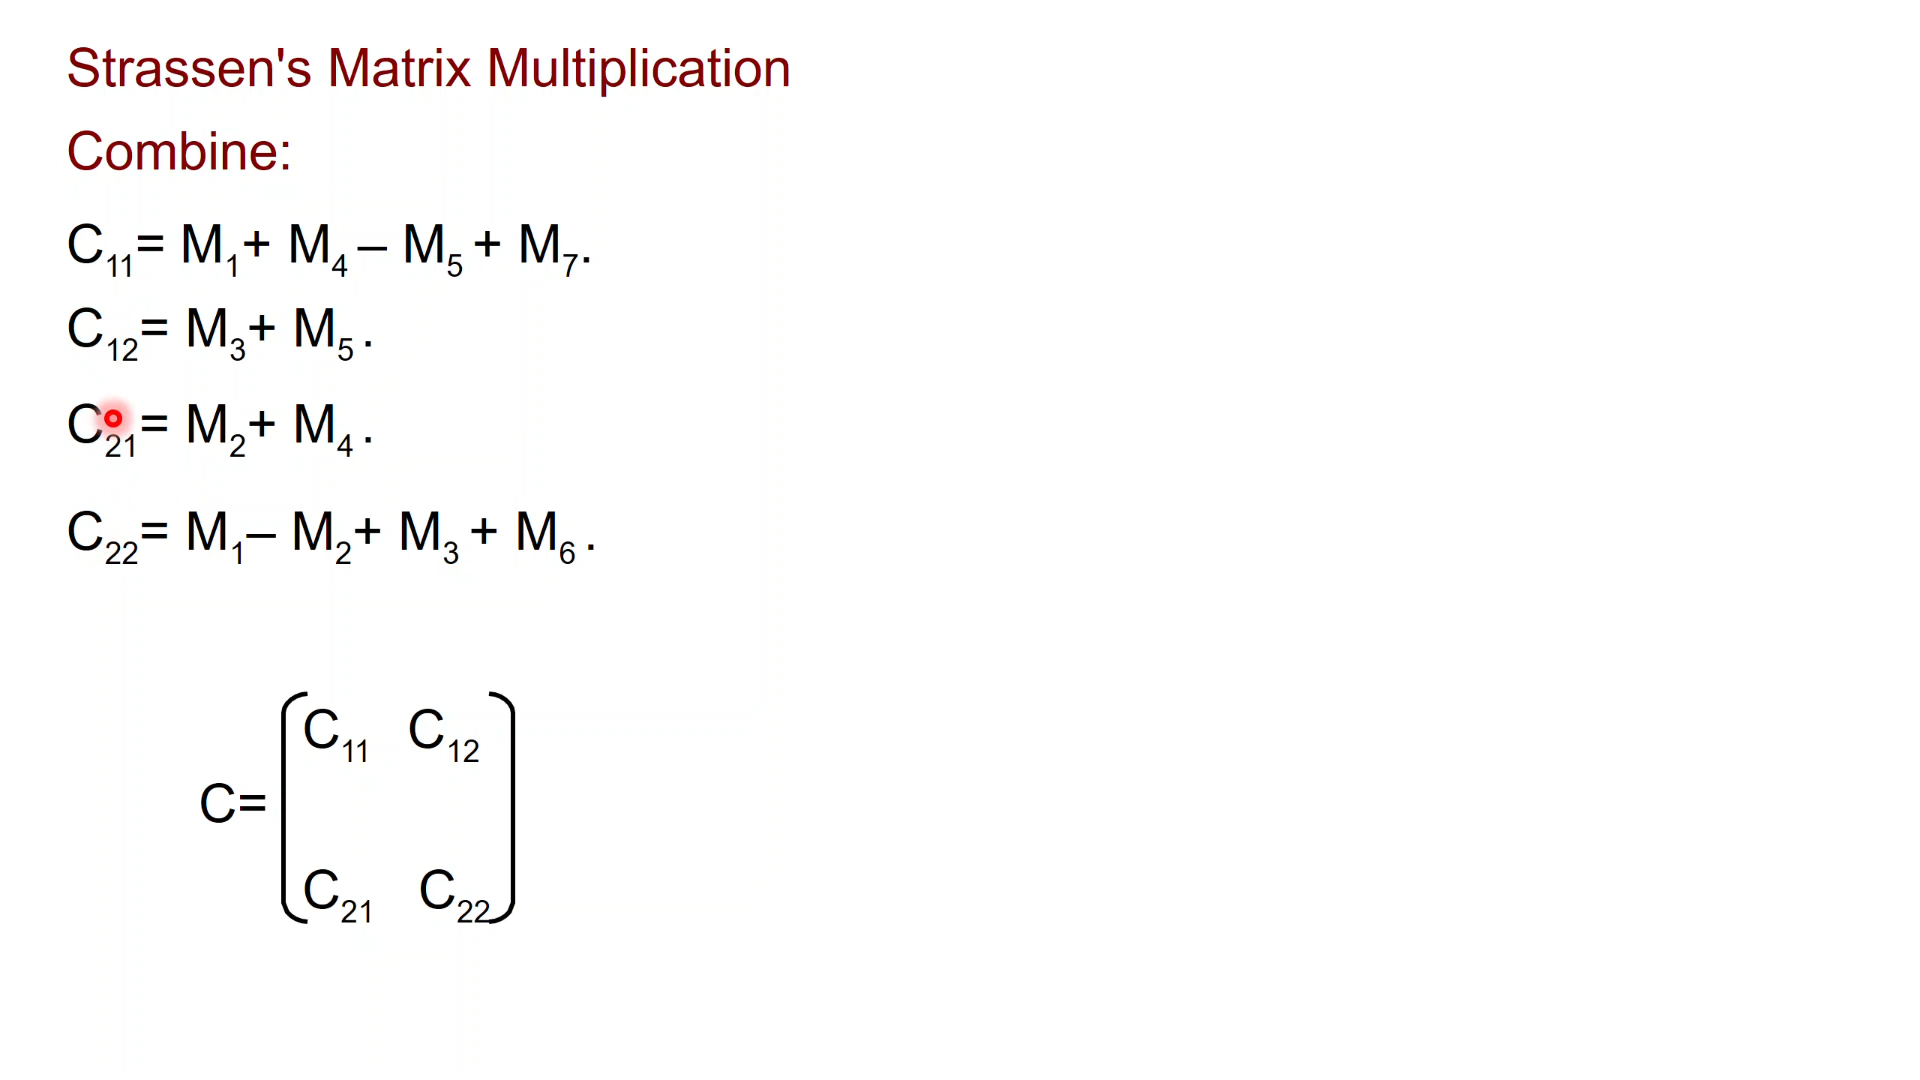 Strassen's Matrix Multiplication
Combine:
C₁₁= M₁+ M₄ – M₅ + M₇.
C₁₂= M₃+ M₅ .
C₂₁= M₂+ M₄ .
C₂₂= M₁– M₂+ M₃ + M₆ .
C₁₁ C₁₂
C=
C₂₁ C₂₂